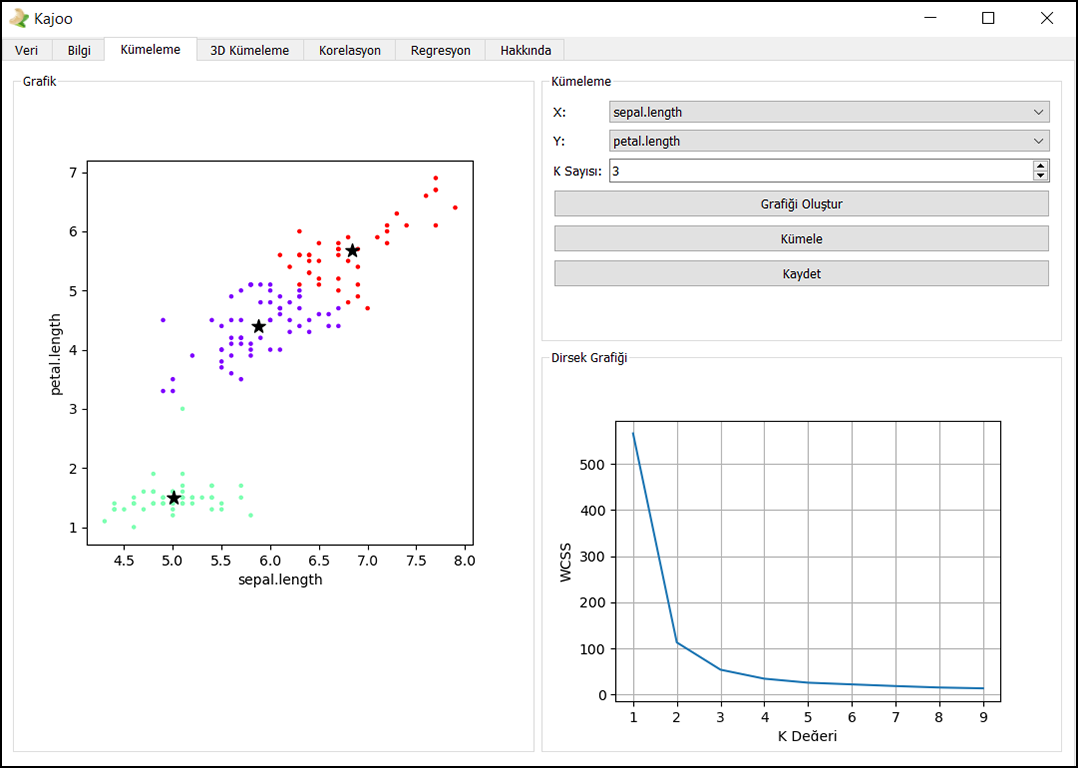 Kajoo
Veri Bilgi Kümeleme 3D Kümeleme Korelasyon Regresyon Hakkında
Grafik
7
6
5
4
3
2
1
petal.length
4.5 5.0 5.5 6.0 6.5 7.0 7.5 8.0
sepal.length
Kümeleme
X: sepal.length
Y: petal.length
K Sayısı: 3
Grafiği Oluştur
Kümele
Kaydet
Dirsek Grafiği
500
400
300
200
100
0
WCSS
1 2 3 4 5 6 7 8 9
K Değeri